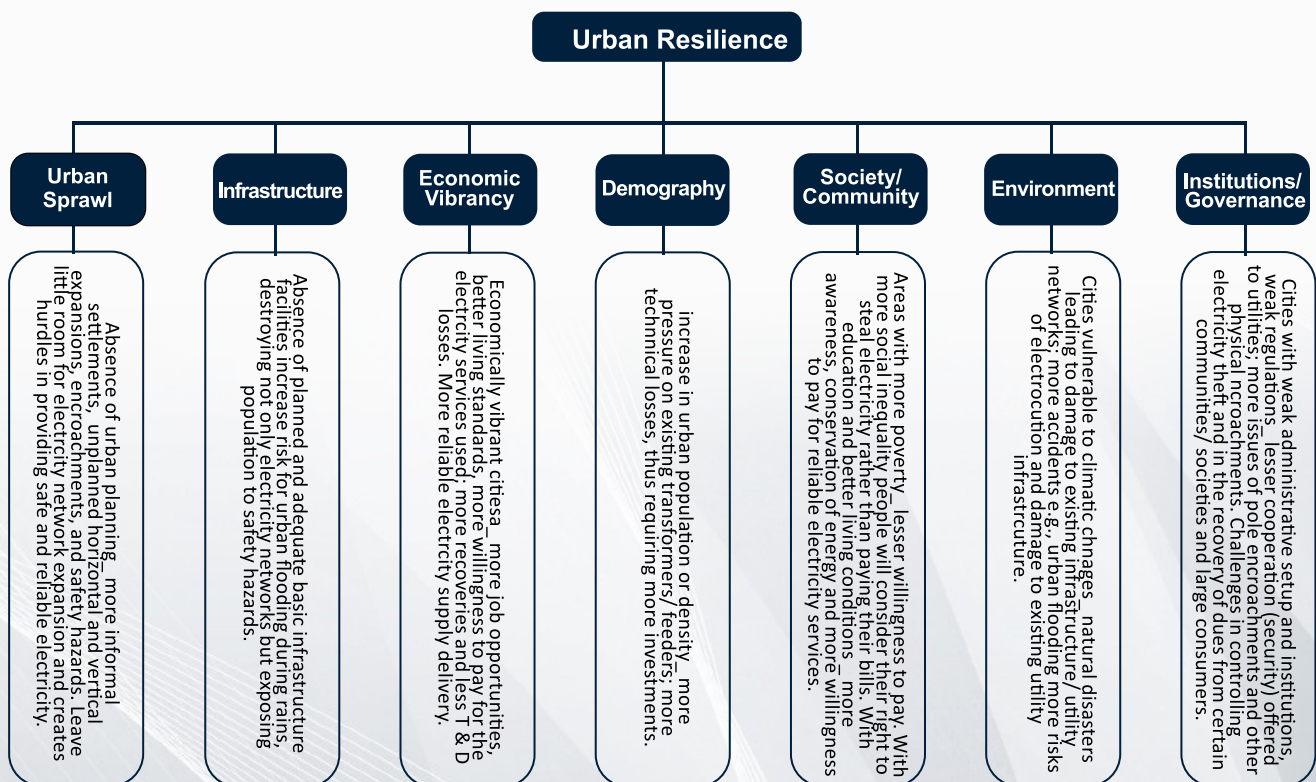 Urban Resilience
Urban
Sprawl
Infrastructure
Economic
Vibrancy
Demography
Society/
Community
Environment
Institutions/
Governance
Absence of urban planning_ more informal
settlements, unplanned horizontal and vertical
expansions, encroachments, and safety hazards. Leave
little room for electricity network expansion and creates
hurdles in providing safe and reliable electricity.
Absence of planned and adequate basic infrastructure
facilities increase risk for urban flooding during rains,
destroying not only electricity networks but exposing
population to safety hazards.
Economically vibrant citiesa_ more job opportunities,
better living standards, more willingness to pay for the
electrcity services used; more recoveries and less T & D
losses. More reliable electrcity supply delivery.
increase in urban population or density_ more
pressure on existing transformers/ feeders; more
technnical losses, thus requiring more investments.
Areas with more poverty_ lesser willingness to pay. With
more social inequality people will consider their right to
steal electricity rather than paying their bills. With
education and better living conditions_ more
awareness, conservation of energy and more willingness
to pay for reliable electricity services.
Cities vulnerable to climatic chnages_ natural disasters
leading to damage to existing infrastructure/ utility
networks; more accidents e.g., urban flooding more risks
of electrocution and damage to existing utility
infrastrcuture.
Cities with weak administrative setup and institutions,
weak regulations_ lesser cooperation (security) offered
to utilities; more issues of pole encroachments and other
physical ncroachments. Challenges in controlling
electricity theft and in the recovery of dues from certain
communities/ societies and large consumers.